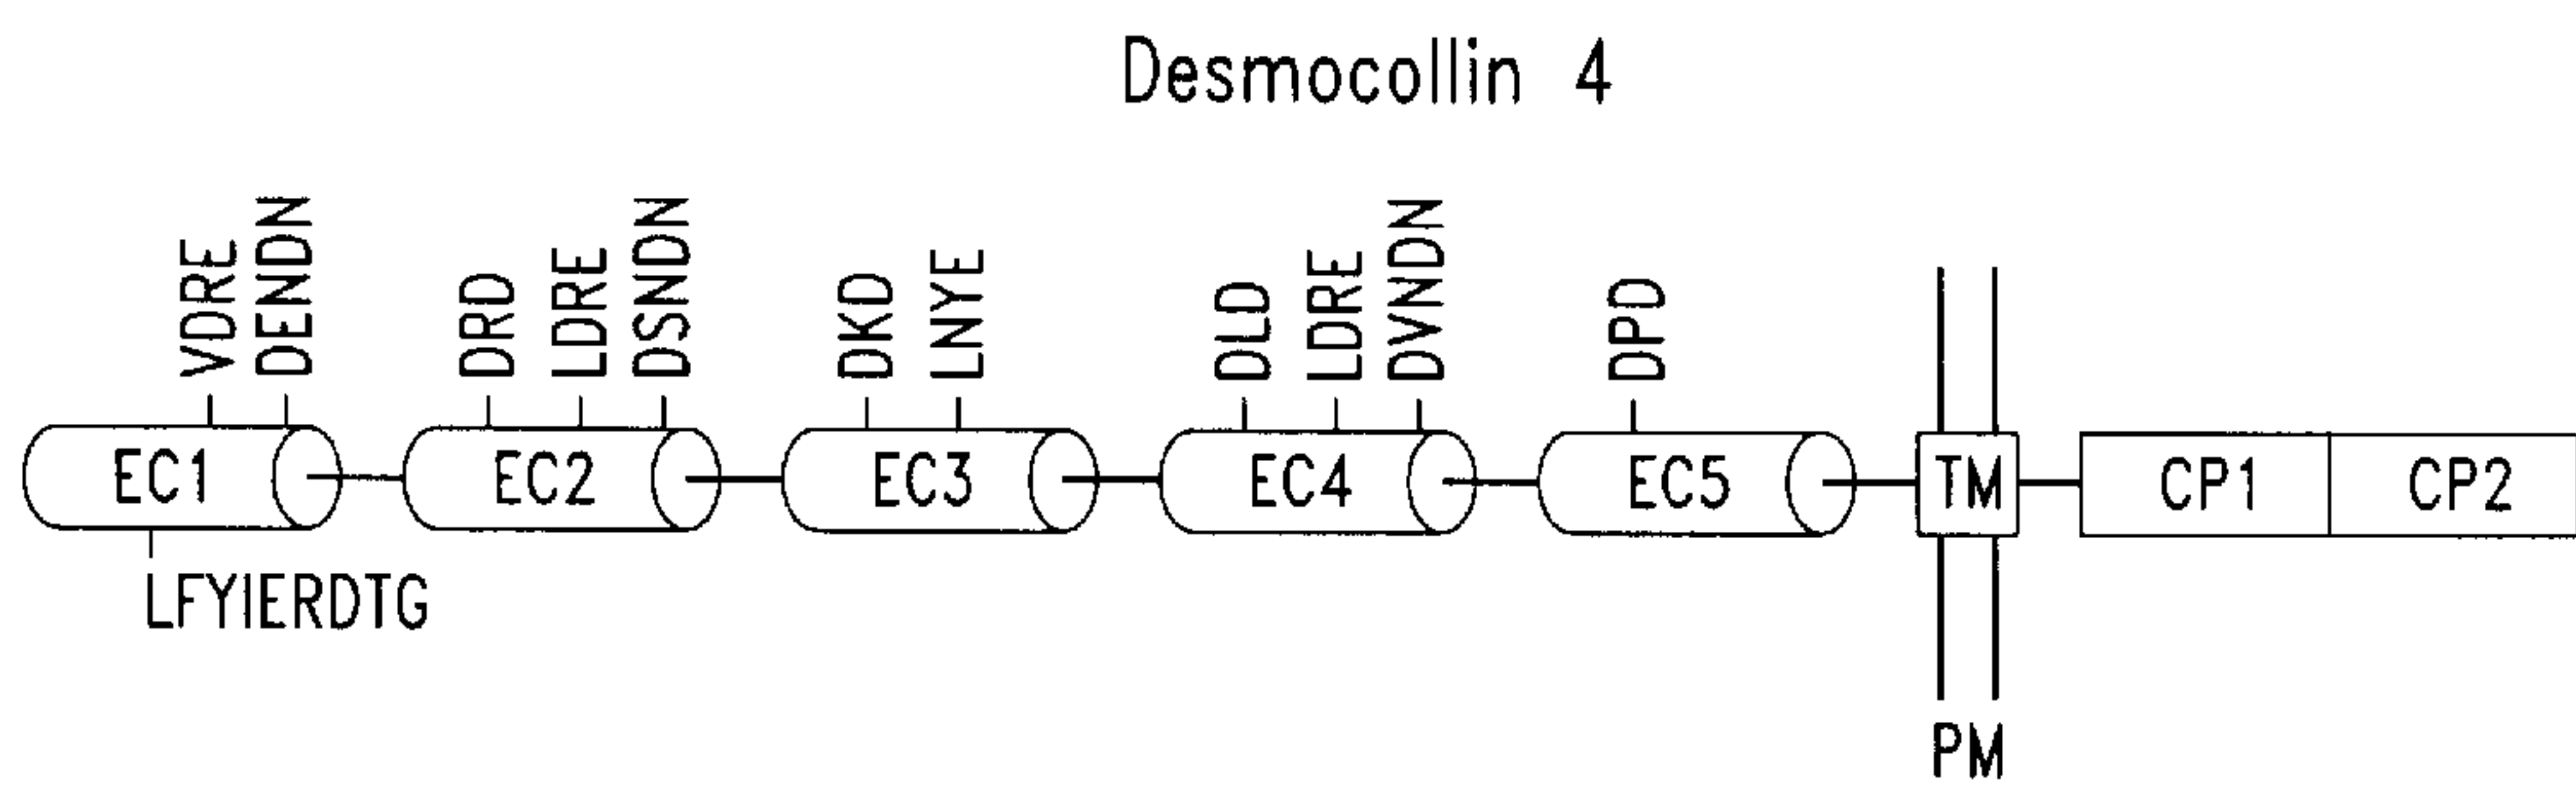 Desmocollin 4
VDRE DENDN DRD LDRE DSNDN DKD LNYE DLD LDRE DVNDN DPD
EC1 EC2 EC3 EC4 EC5 TM CP1 CP2
LFYIERDTG
PM